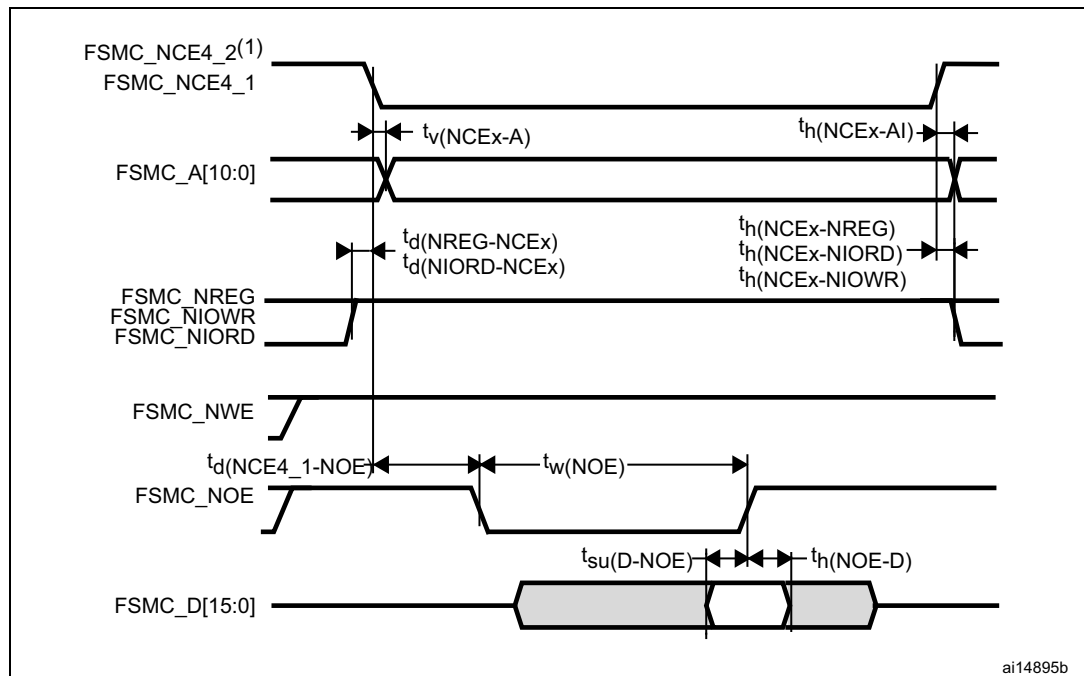 FSMC_NCE4_2(1)
FSMC_NCE4_1
tv(NCEx-A)
th(NCEx-AI)
FSMC_A[10:0]
td(NREG-NCEx)
td(NIORD-NCEx)
th(NCEx-NREG)
th(NCEx-NIORD)
th(NCEx-NIOWR)
FSMC_NREG
FSMC_NIOWR
FSMC_NIORD
FSMC_NWE
td(NCE4_1-NOE)
tw(NOE)
FSMC_NOE
tsu(D-NOE)
th(NOE-D)
FSMC_D[15:0]
ai14895b